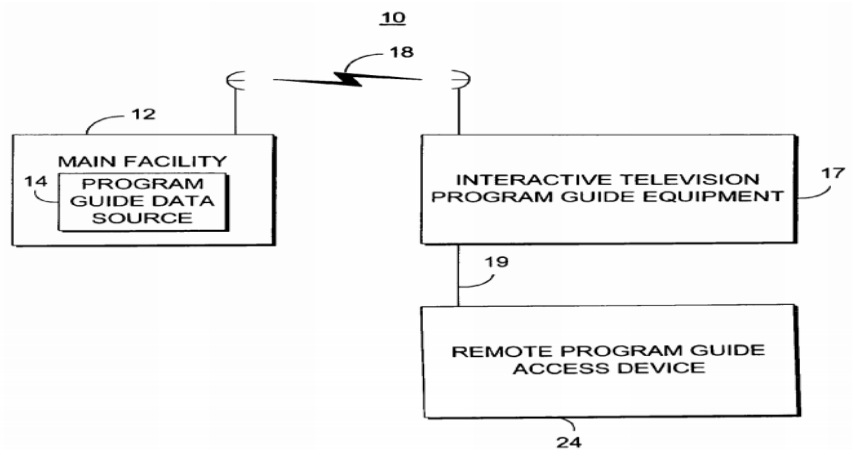 10
18
12
MAIN FACILITY
14
PROGRAM
GUIDE DATA
SOURCE
INTERACTIVE TELEVISION
PROGRAM GUIDE EQUIPMENT
17
19
REMOTE PROGRAM GUIDE
ACCESS DEVICE
24